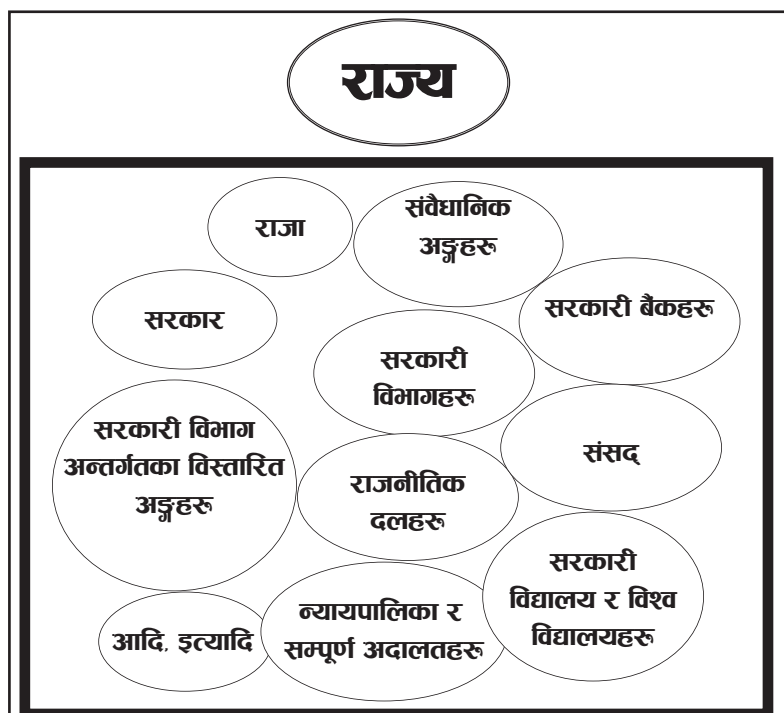 राज्य
राजा
संवैधानिक
अङ्गहरू
सरकार
सरकारी बैंकहरू
सरकारी
विभागहरू
सरकारी विभाग
अन्तर्गतका विस्तारित
अङ्गहरू
संसद्
राजनीतिक
दलहरू
सरकारी
विद्यालय र विश्व
विद्यालयहरू
आदि, इत्यादि
न्यायपालिका र
सम्पूर्ण अदालतहरू